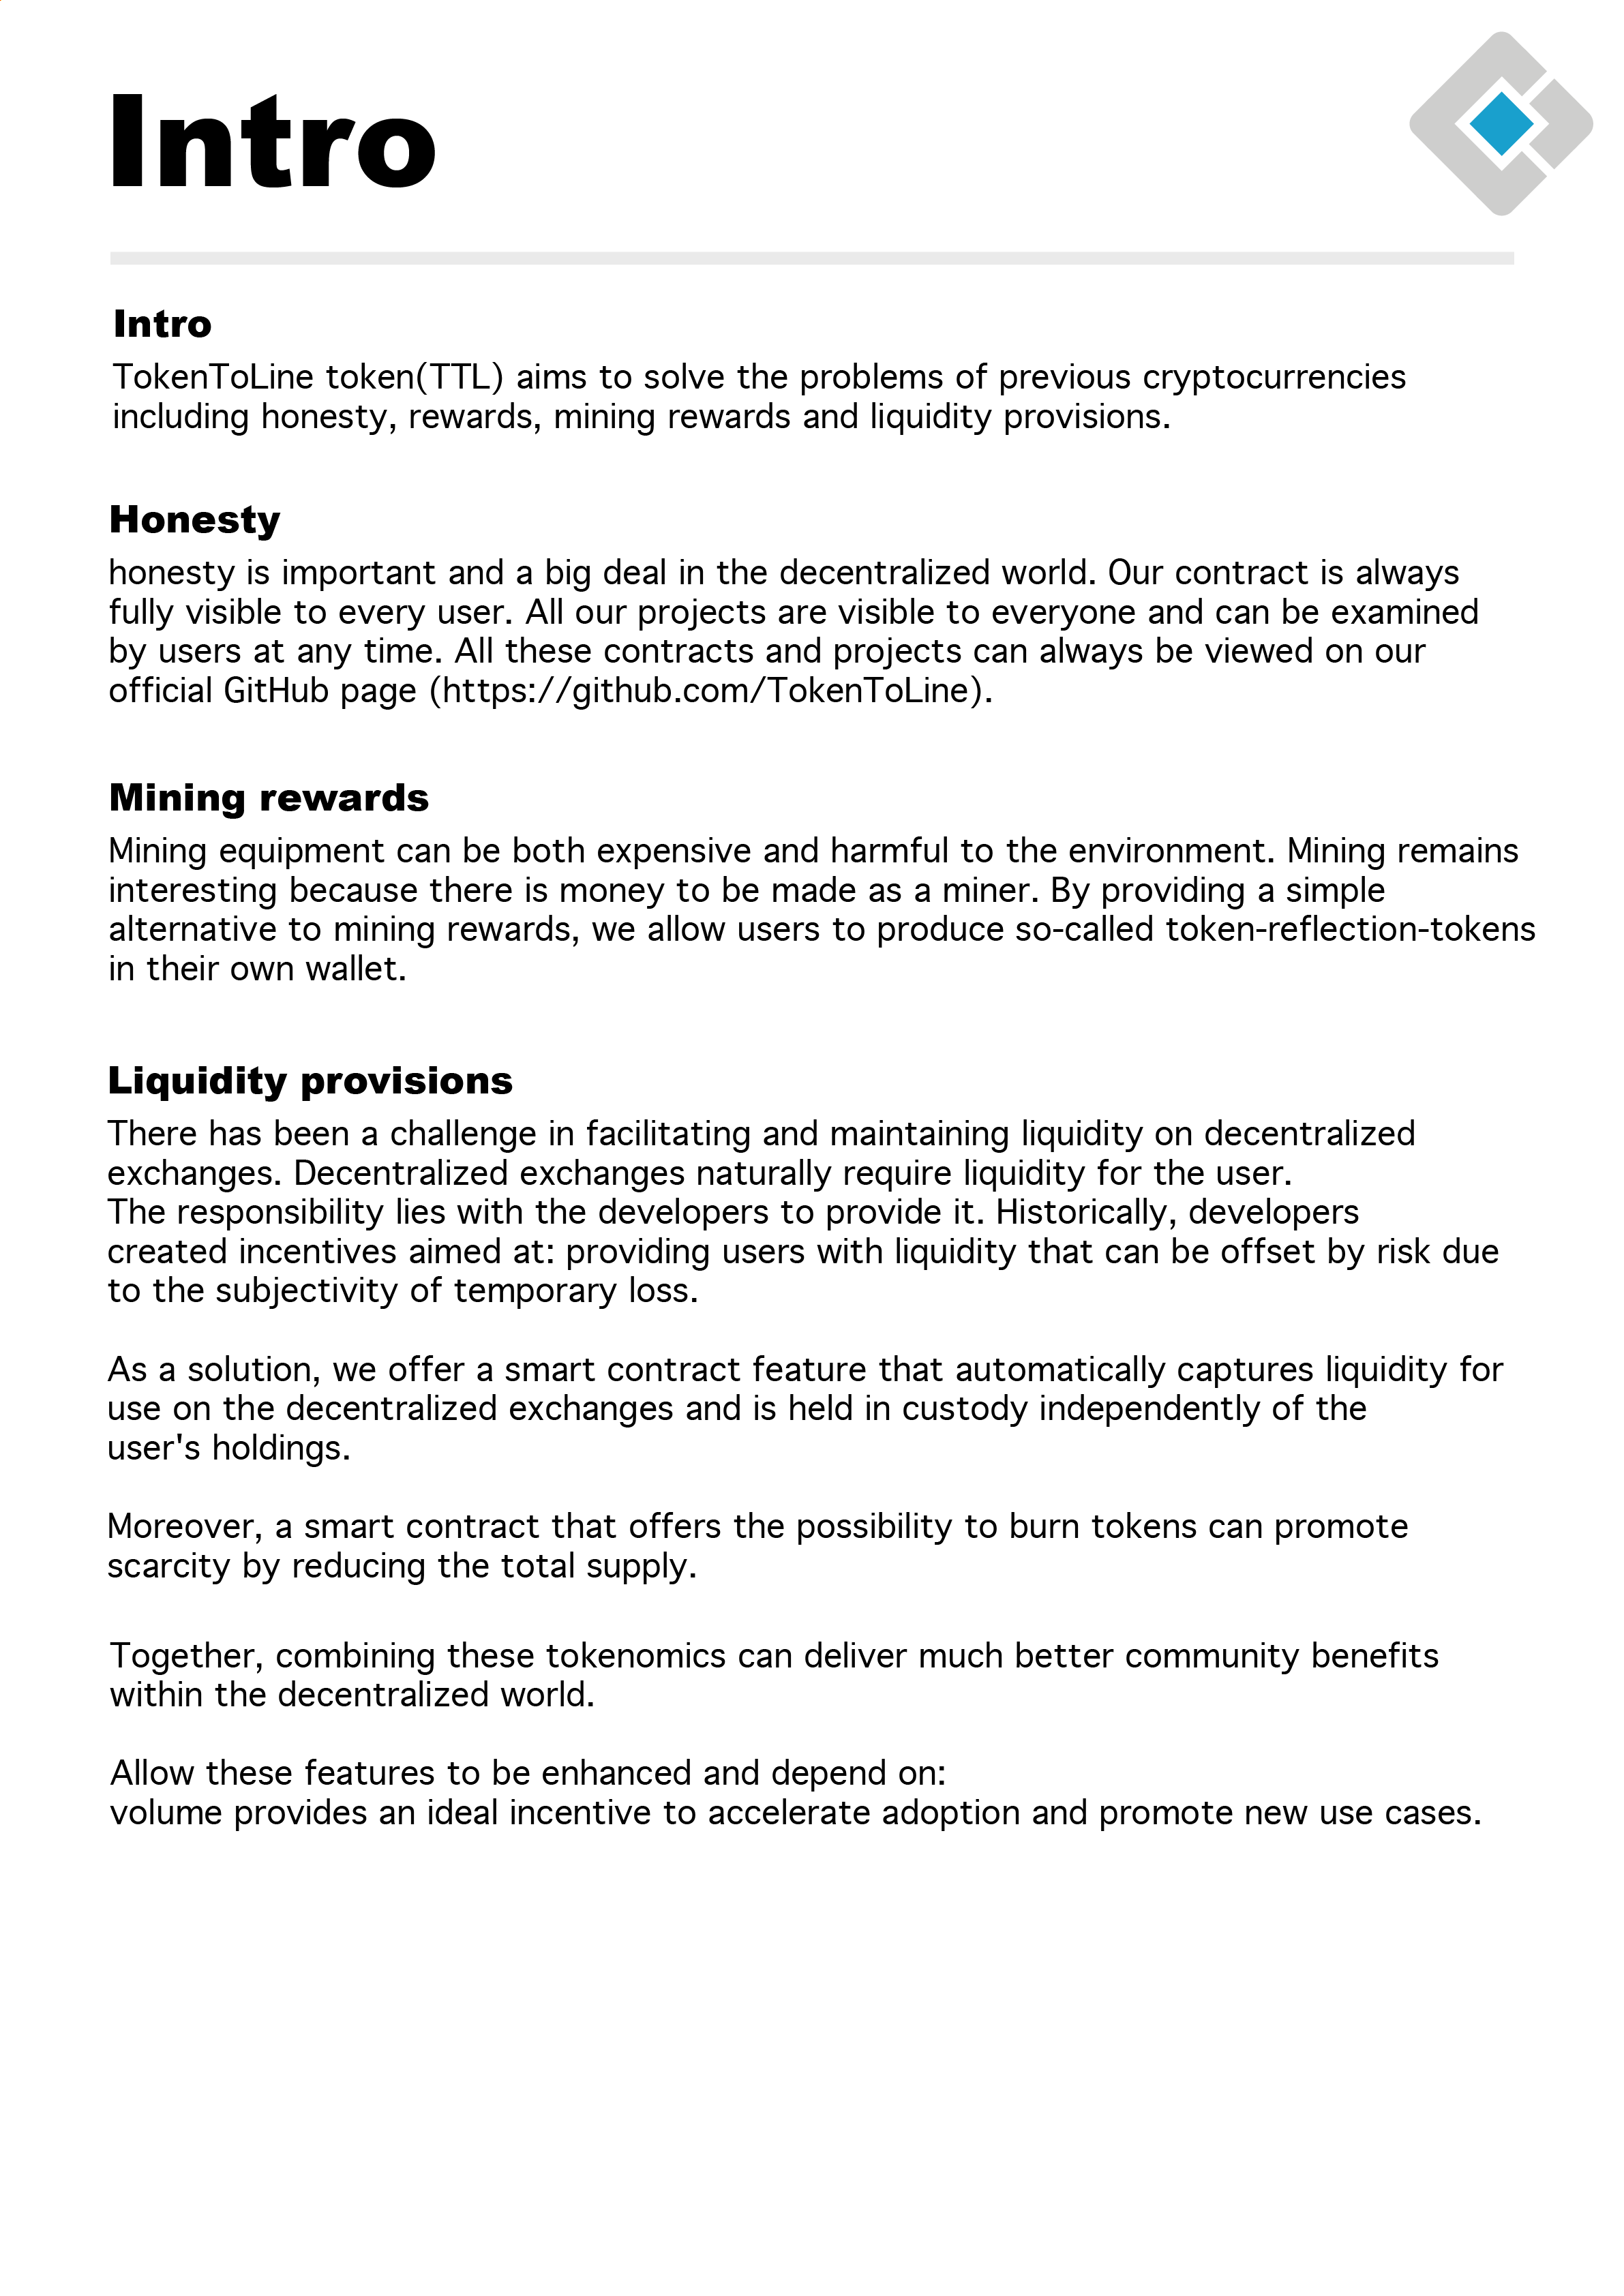 Intro
Intro
TokenToLine token(TTL) aims to solve the problems of previous cryptocurrencies
including honesty, rewards, mining rewards and liquidity provisions.
Honesty
honesty is important and a big deal in the decentralized world. Our contract is always
fully visible to every user. All our projects are visible to everyone and can be examined
by users at any time. All these contracts and projects can always be viewed on our
official GitHub page (https://github.com/TokenToLine).
Mining rewards
Mining equipment can be both expensive and harmful to the environment. Mining remains
interesting because there is money to be made as a miner. By providing a simple
alternative to mining rewards, we allow users to produce so-called token-reflection-tokens
in their own wallet.
Liquidity provisions
There has been a challenge in facilitating and maintaining liquidity on decentralized
exchanges. Decentralized exchanges naturally require liquidity for the user.
The responsibility lies with the developers to provide it. Historically, developers
created incentives aimed at: providing users with liquidity that can be offset by risk due
to the subjectivity of temporary loss.
As a solution, we offer a smart contract feature that automatically captures liquidity for
use on the decentralized exchanges and is held in custody independently of the
user's holdings.
Moreover, a smart contract that offers the possibility to burn tokens can promote
scarcity by reducing the total supply.
Together, combining these tokenomics can deliver much better community benefits
within the decentralized world.
Allow these features to be enhanced and depend on:
volume provides an ideal incentive to accelerate adoption and promote new use cases.